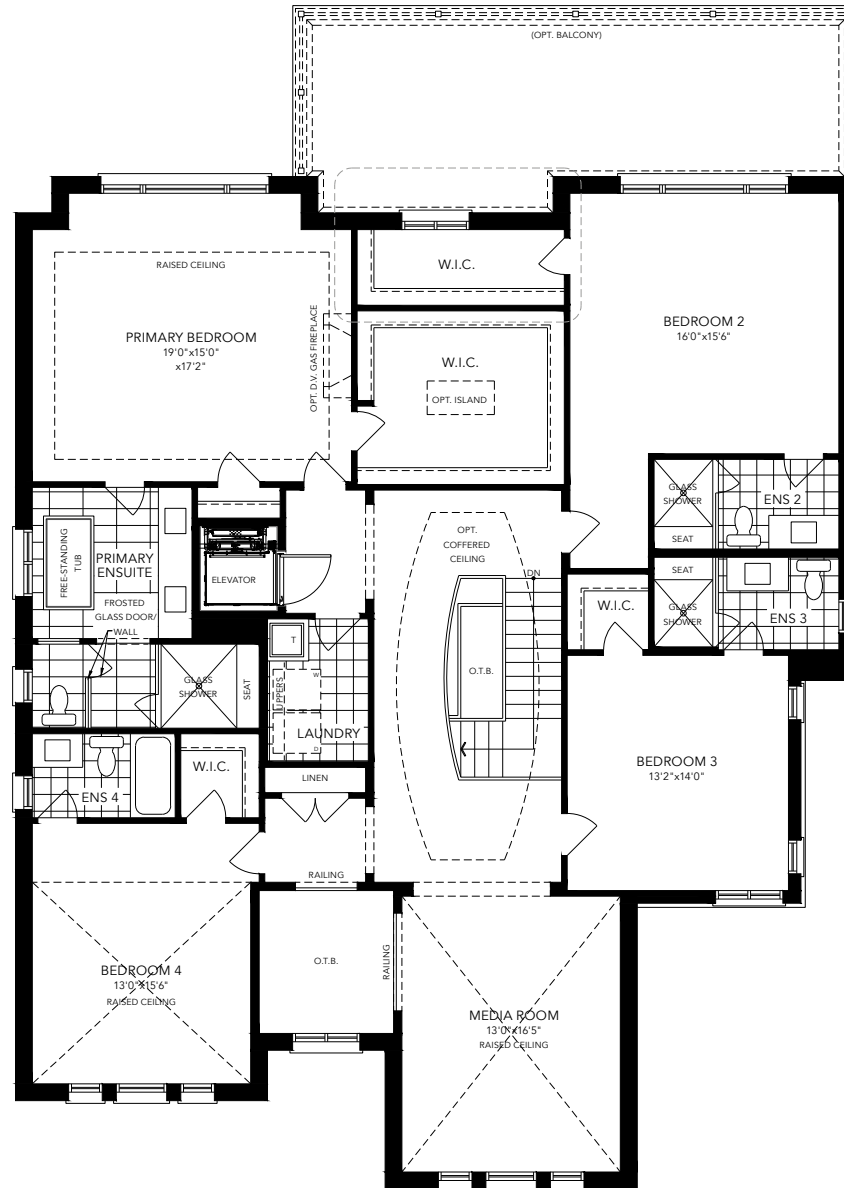 (OPT. BALCONY)
RAISED CEILING
PRIMARY BEDROOM
19'0"x15'0"
x17'2"
OPT. D.V. GAS FIREPLACE
W.I.C.
W.I.C.
OPT. ISLAND
BEDROOM 2
16'0"x15'6"
GLASS
SHOWER
SEAT
ENS 2
SEAT
GLASS
SHOWER
ENS 3
FREE-STANDING
TUB
PRIMARY
ENSUITE
FROSTED
GLASS DOOR/
WALL
ELEVATOR
OPT.
COFFERED
CEILING
DN
O.T.B.
W.I.C.
GLASS
SHOWER
SEAT
T
UPPERS
W
D
LAUNDRY
LINEN
ENS 4
W.I.C.
BEDROOM 3
13'2"x14'0"
RAILING
O.T.B.
RAILING
BEDROOM 4
13'0"x15'6"
RAISED CEILING
MEDIA ROOM
13'0"x16'5"
RAISED CEILING